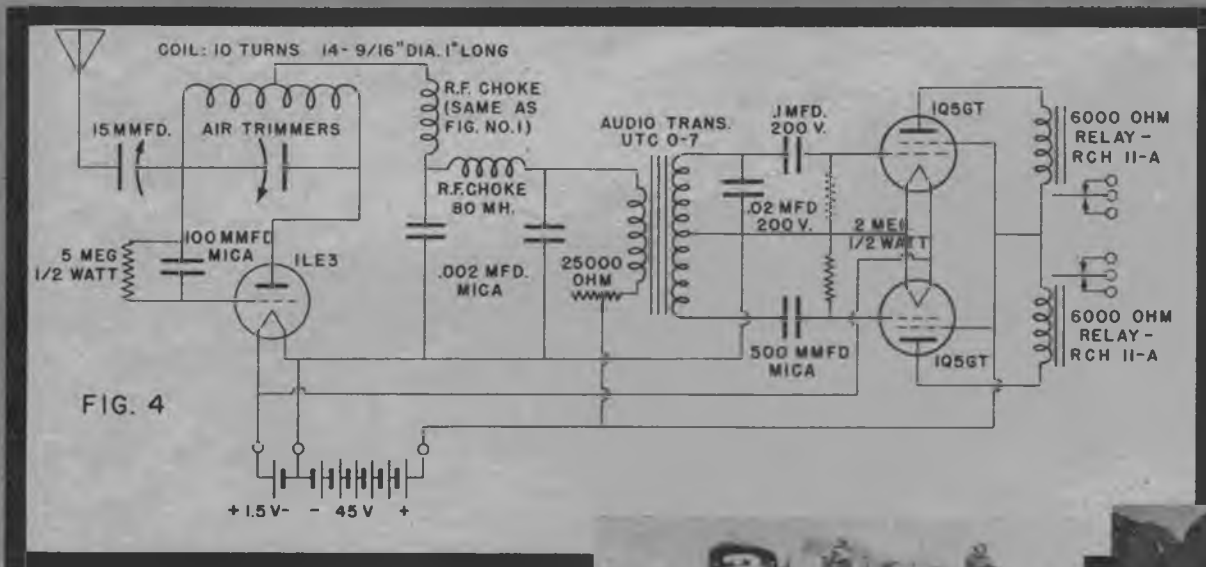 COIL: 10 TURNS 14- 9/16" DIA. 1" LONG
R.F. CHOKE
(SAME AS
FIG. NO.1)
15 MMFD.
AIR TRIMMERS
AUDIO TRANS.
UTC 0-7
.1 MFD.
200 V.
1Q5GT
6000 OHM
RELAY-
RCH 11-A
R.F. CHOKE
80 MH.
.02 MFD
200 V.
2 MEG
1/2 WATT
5 MEG
1/2 WATT
100 MMFD
MICA
1LE3
.002 MFD.
MICA
25000
OHM
500 MMFD
MICA
1Q5GT
6000 OHM
RELAY-
RCH 11-A
FIG. 4
+ 1.5 V- - 45 V +